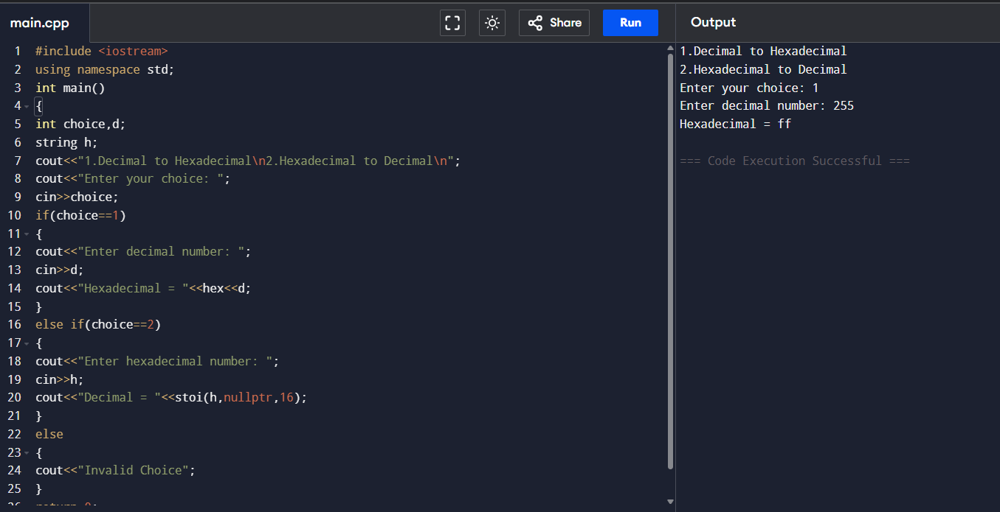 main.cpp
Share
Run
Output
1 #include <iostream>
2 using namespace std;
3 int main()
4 {
5 int choice,d;
6 string h;
7 cout<<"1.Decimal to Hexadecimal\n2.Hexadecimal to Decimal\n";
8 cout<<"Enter your choice: ";
9 cin>>choice;
10 if(choice==1)
11 {
12 cout<<"Enter decimal number: ";
13 cin>>d;
14 cout<<"Hexadecimal = "<<hex<<d;
15 }
16 else if(choice==2)
17 {
18 cout<<"Enter hexadecimal number: ";
19 cin>>h;
20 cout<<"Decimal = "<<stoi(h,nullptr,16);
21 }
22 else
23 {
24 cout<<"Invalid Choice";
25 }
26 return 0;
1.Decimal to Hexadecimal
2.Hexadecimal to Decimal
Enter your choice: 1
Enter decimal number: 255
Hexadecimal = ff
=== Code Execution Successful ===